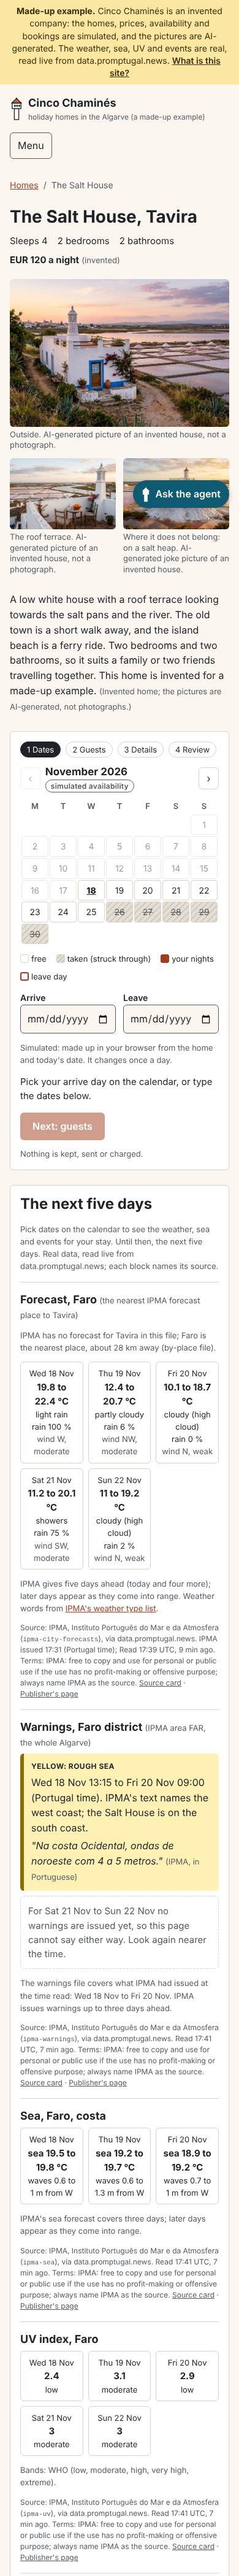 Made-up example. Cinco Chaminés is an invented
company: the homes, prices, availability and
bookings are simulated, and the pictures are AI-
generated. The weather, sea, UV and events are real,
read live from data.promptugal.news. What is this
site?
Cinco Chaminés
holiday homes in the Algarve (a made-up example)
Menu
Homes / The Salt House
The Salt House, Tavira
Sleeps 4 2 bedrooms 2 bathrooms
EUR 120 a night (invented)
Outside. AI-generated picture of an invented house, not a
photograph.
Ask the agent
The roof terrace. AI-
generated picture of an
invented house, not a
photograph.
Where it does not belong:
on a salt heap. AI-
generated joke picture of an
invented house.
A low white house with a roof terrace looking
towards the salt pans and the river. The old
town is a short walk away, and the island
beach is a ferry ride. Two bedrooms and two
bathrooms, so it suits a family or two friends
travelling together. This home is invented for a
made-up example. (Invented home; the pictures are
AI-generated, not photographs.)
1 Dates 2 Guests 3 Details 4 Review
‹ November 2026 ›
simulated availability
M T W T F S S
1
2 3 4 5 6 7 8
9 10 11 12 13 14 15
16 17 18 19 20 21 22
23 24 25 26 27 28 29
30
free taken (struck through) your nights
leave day
Arrive Leave
mm/dd/yyyy mm/dd/yyyy
Simulated: made up in your browser from the home
and today's date. It changes once a day.
Pick your arrive day on the calendar, or type
the dates below.
Next: guests
Nothing is kept, sent or charged.
The next five days
Pick dates on the calendar to see the weather, sea
and events for your stay. Until then, the next five
days. Real data, read live from
data.promptugal.news; each block names its source.
Forecast, Faro (the nearest IPMA forecast
place to Tavira)
IPMA has no forecast for Tavira in this file; Faro is
the nearest place, about 28 km away (by-place file).
Wed 18 Nov
19.8 to
22.4 °C
light rain
rain 100 %
wind W,
moderate
Thu 19 Nov
12.4 to
20.7 °C
partly cloudy
rain 6 %
wind NW,
moderate
Fri 20 Nov
10.1 to 18.7
°C
cloudy (high
cloud)
rain 0 %
wind N, weak
Sat 21 Nov
11.2 to 20.1
°C
showers
rain 75 %
wind SW,
moderate
Sun 22 Nov
11 to 19.2
°C
cloudy (high
cloud)
rain 2 %
wind N, weak
IPMA gives five days ahead (today and four more);
later days appear as they come into range. Weather
words from IPMA's weather type list.
Source: IPMA, Instituto Português do Mar e da Atmosfera
(ipma-city-forecasts), via data.promptugal.news. IPMA
issued 17:31 (Portugal time); Read 17:39, 9 min ago.
Terms: IPMA: free to copy and use for personal or public
use if the use has no profit-making or offensive purpose;
always name IPMA as the source. Source card ·
Publisher's page
Warnings, Faro district (IPMA area FAR,
the whole Algarve)
YELLOW: ROUGH SEA
Wed 18 Nov 13:15 to Fri 20 Nov 09:00
(Portugal time). IPMA's text names the
west coast; the Salt House is on the
south coast.
"Na costa Ocidental, ondas de
noroeste com 4 a 5 metros." (IPMA, in
Portuguese)
For Sat 21 Nov to Sun 22 Nov no
warnings are issued yet, so this page
cannot say either way. Look again nearer
the time.
The warnings file covers what IPMA had issued at
the time read: Wed 18 Nov to Fri 20 Nov. IPMA
issues warnings up to three days ahead.
Source: IPMA, Instituto Português do Mar e da Atmosfera
(ipma-warnings), via data.promptugal.news. Read 17:41
UTC, 7 min ago. Terms: IPMA: free to copy and use for
personal or public use if the use has no profit-making or
offensive purpose; always name IPMA as the source.
Source card · Publisher's page
Sea, Faro, costa
Wed 18 Nov
sea 19.5 to
19.8 °C
waves 0.6 to
1 m from W
Thu 19 Nov
sea 19.2 to
19.7 °C
waves 0.6 to
1.3 m from W
Fri 20 Nov
sea 18.9 to
19.2 °C
waves 0.7 to
1 m from W
IPMA's sea forecast covers three days; later days
appear as they come into range.
Source: IPMA, Instituto Português do Mar e da Atmosfera
(ipma-sea), via data.promptugal.news. Read 17:41 UTC, 7
min ago. Terms: IPMA: free to copy and use for personal
or public use if the use has no profit-making or offensive
purpose; always name IPMA as the source. Source card ·
Publisher's page
UV index, Faro
Wed 18 Nov
2.4
low
Thu 19 Nov
3.1
moderate
Fri 20 Nov
2.9
low
Sat 21 Nov
3
moderate
Sun 22 Nov
3
moderate
Bands: WHO (low, moderate, high, very high,
extreme).
Source: IPMA, Instituto Português do Mar e da Atmosfera
(ipma-uv), via data.promptugal.news. Read 17:41 UTC, 7
min ago. Terms: IPMA: free to copy and use for personal
or public use if the use has no profit-making or offensive
purpose; always name IPMA as the source. Source card ·
Publisher's page